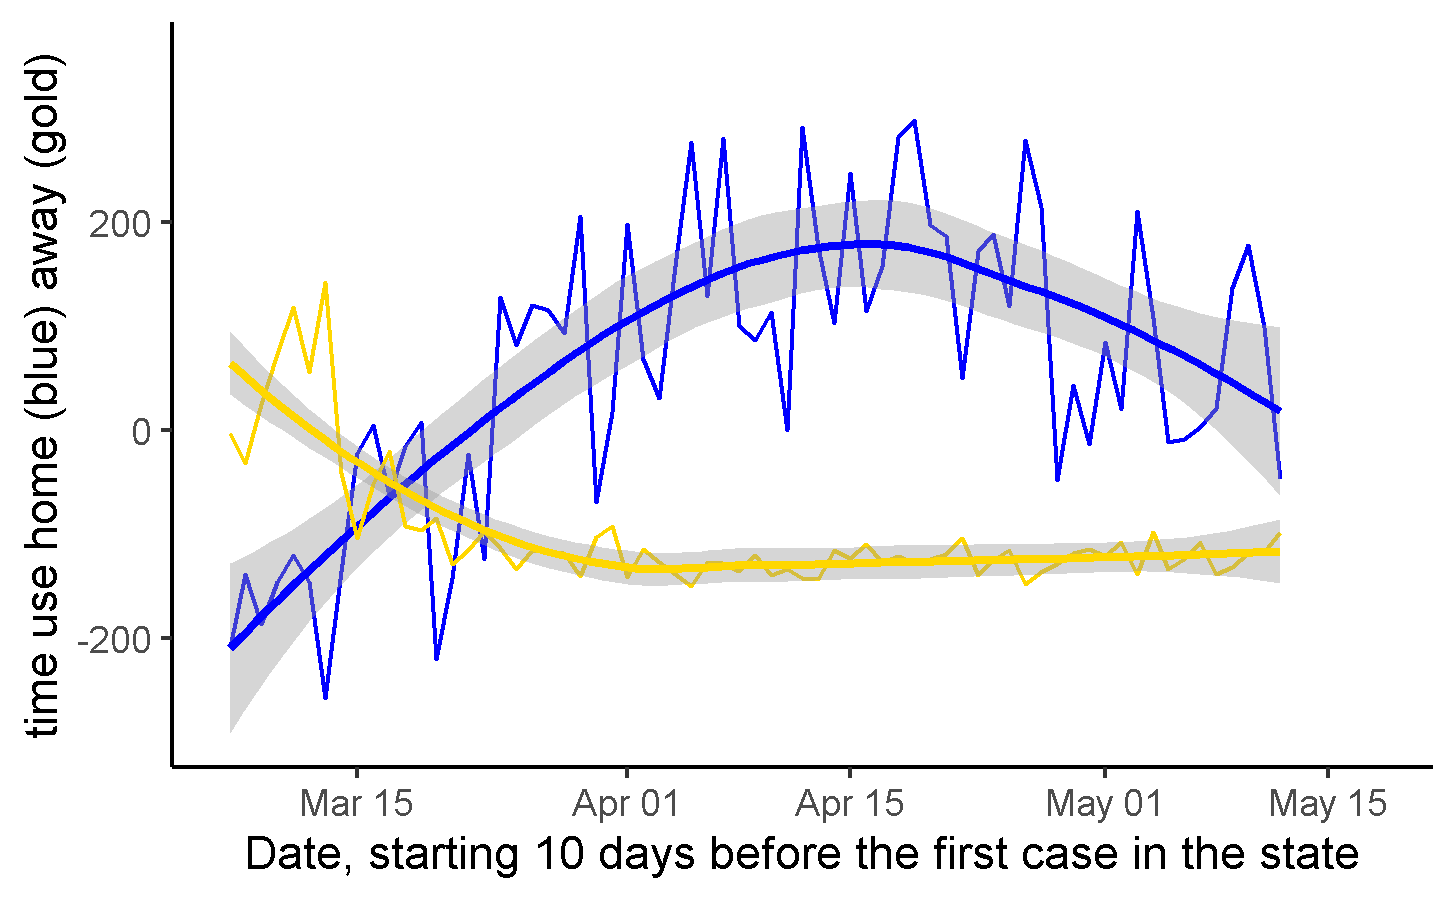 time use home (blue) away (gold)
200
0
-200
Mar 15
Apr 01
Apr 15
May 01
May 15
Date, starting 10 days before the first case in the state